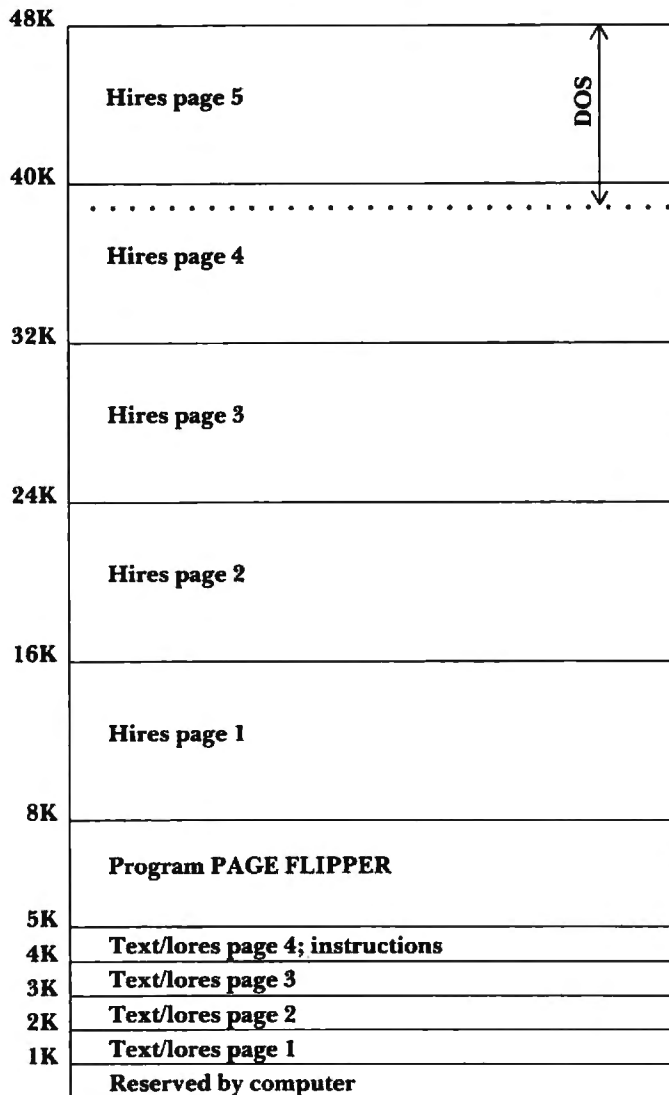 48K
Hires page 5
DOS
40K
Hires page 4
32K
Hires page 3
24K
Hires page 2
16K
Hires page 1
8K
Program PAGE FLIPPER
5K
Text/lores page 4; instructions
4K
Text/lores page 3
3K
Text/lores page 2
2K
Text/lores page 1
1K
Reserved by computer